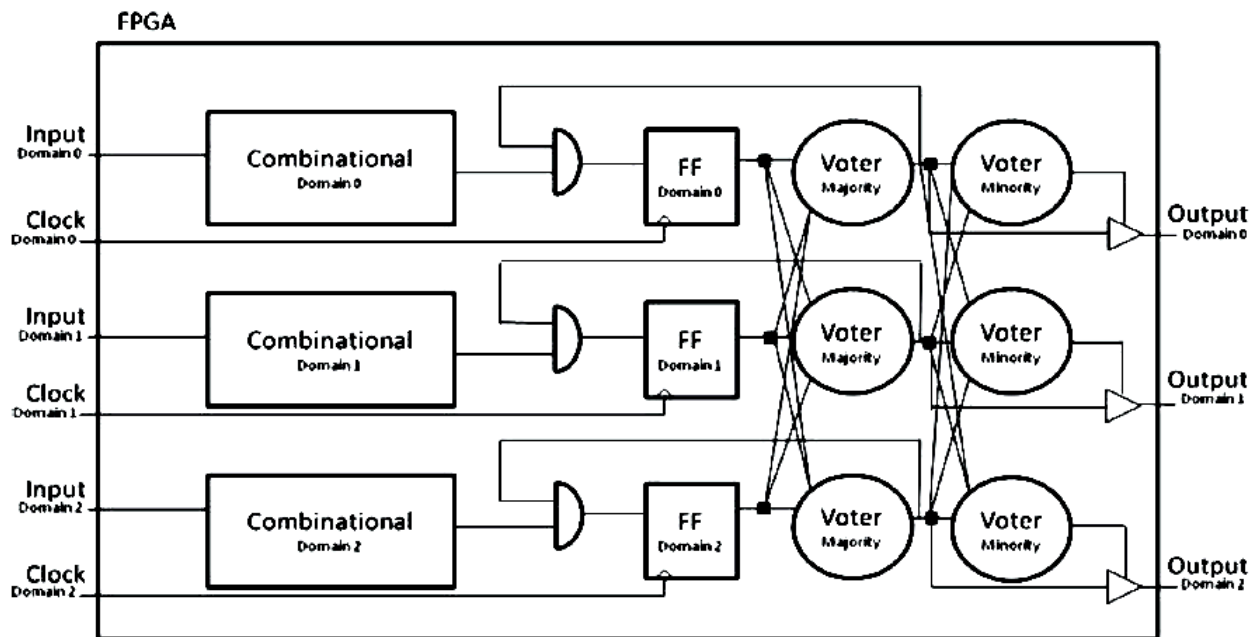 FPGA
Input
Domain 0
Combinational
Domain 0
FF
Domain 0
Voter
Majority
Voter
Minority
Clock
Domain 0
Output
Domain 0
Input
Domain 1
Combinational
Domain 1
FF
Domain 1
Voter
Majority
Voter
Minority
Clock
Domain 1
Output
Domain 1
Input
Domain 2
Combinational
Domain 2
FF
Domain 2
Voter
Majority
Voter
Minority
Clock
Domain 2
Output
Domain 2